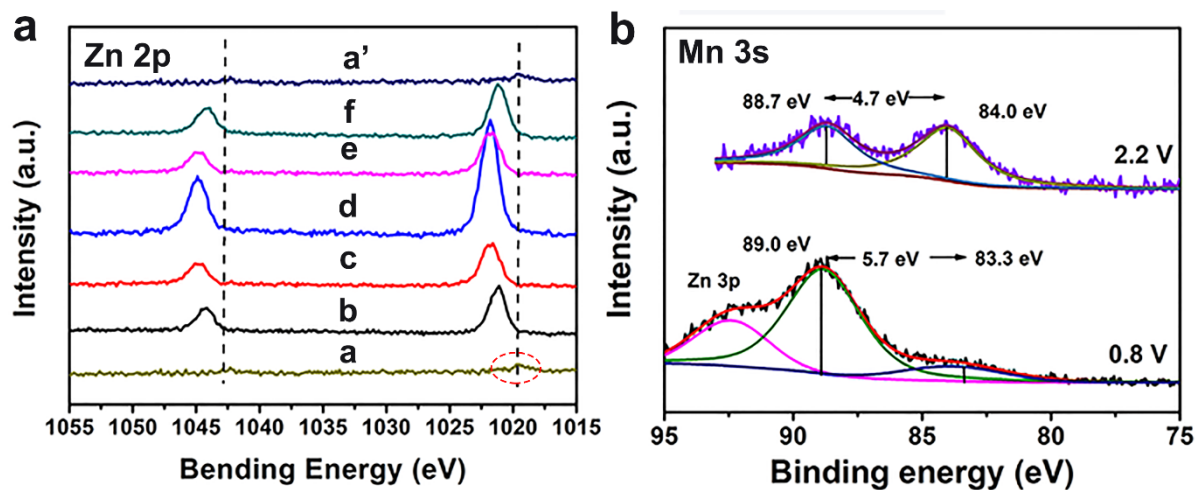 a
Zn 2p
a’
f
e
d
c
b
a
Intensity (a.u.)
1055 1050 1045 1040 1035 1030 1025 1020 1015
Bending Energy (eV)
b
Mn 3s
88.7 eV
4.7 eV
84.0 eV
2.2 V
89.0 eV
5.7 eV
83.3 eV
Zn 3p
0.8 V
Intensity (a.u.)
95 90 85 80 75
Binding energy (eV)